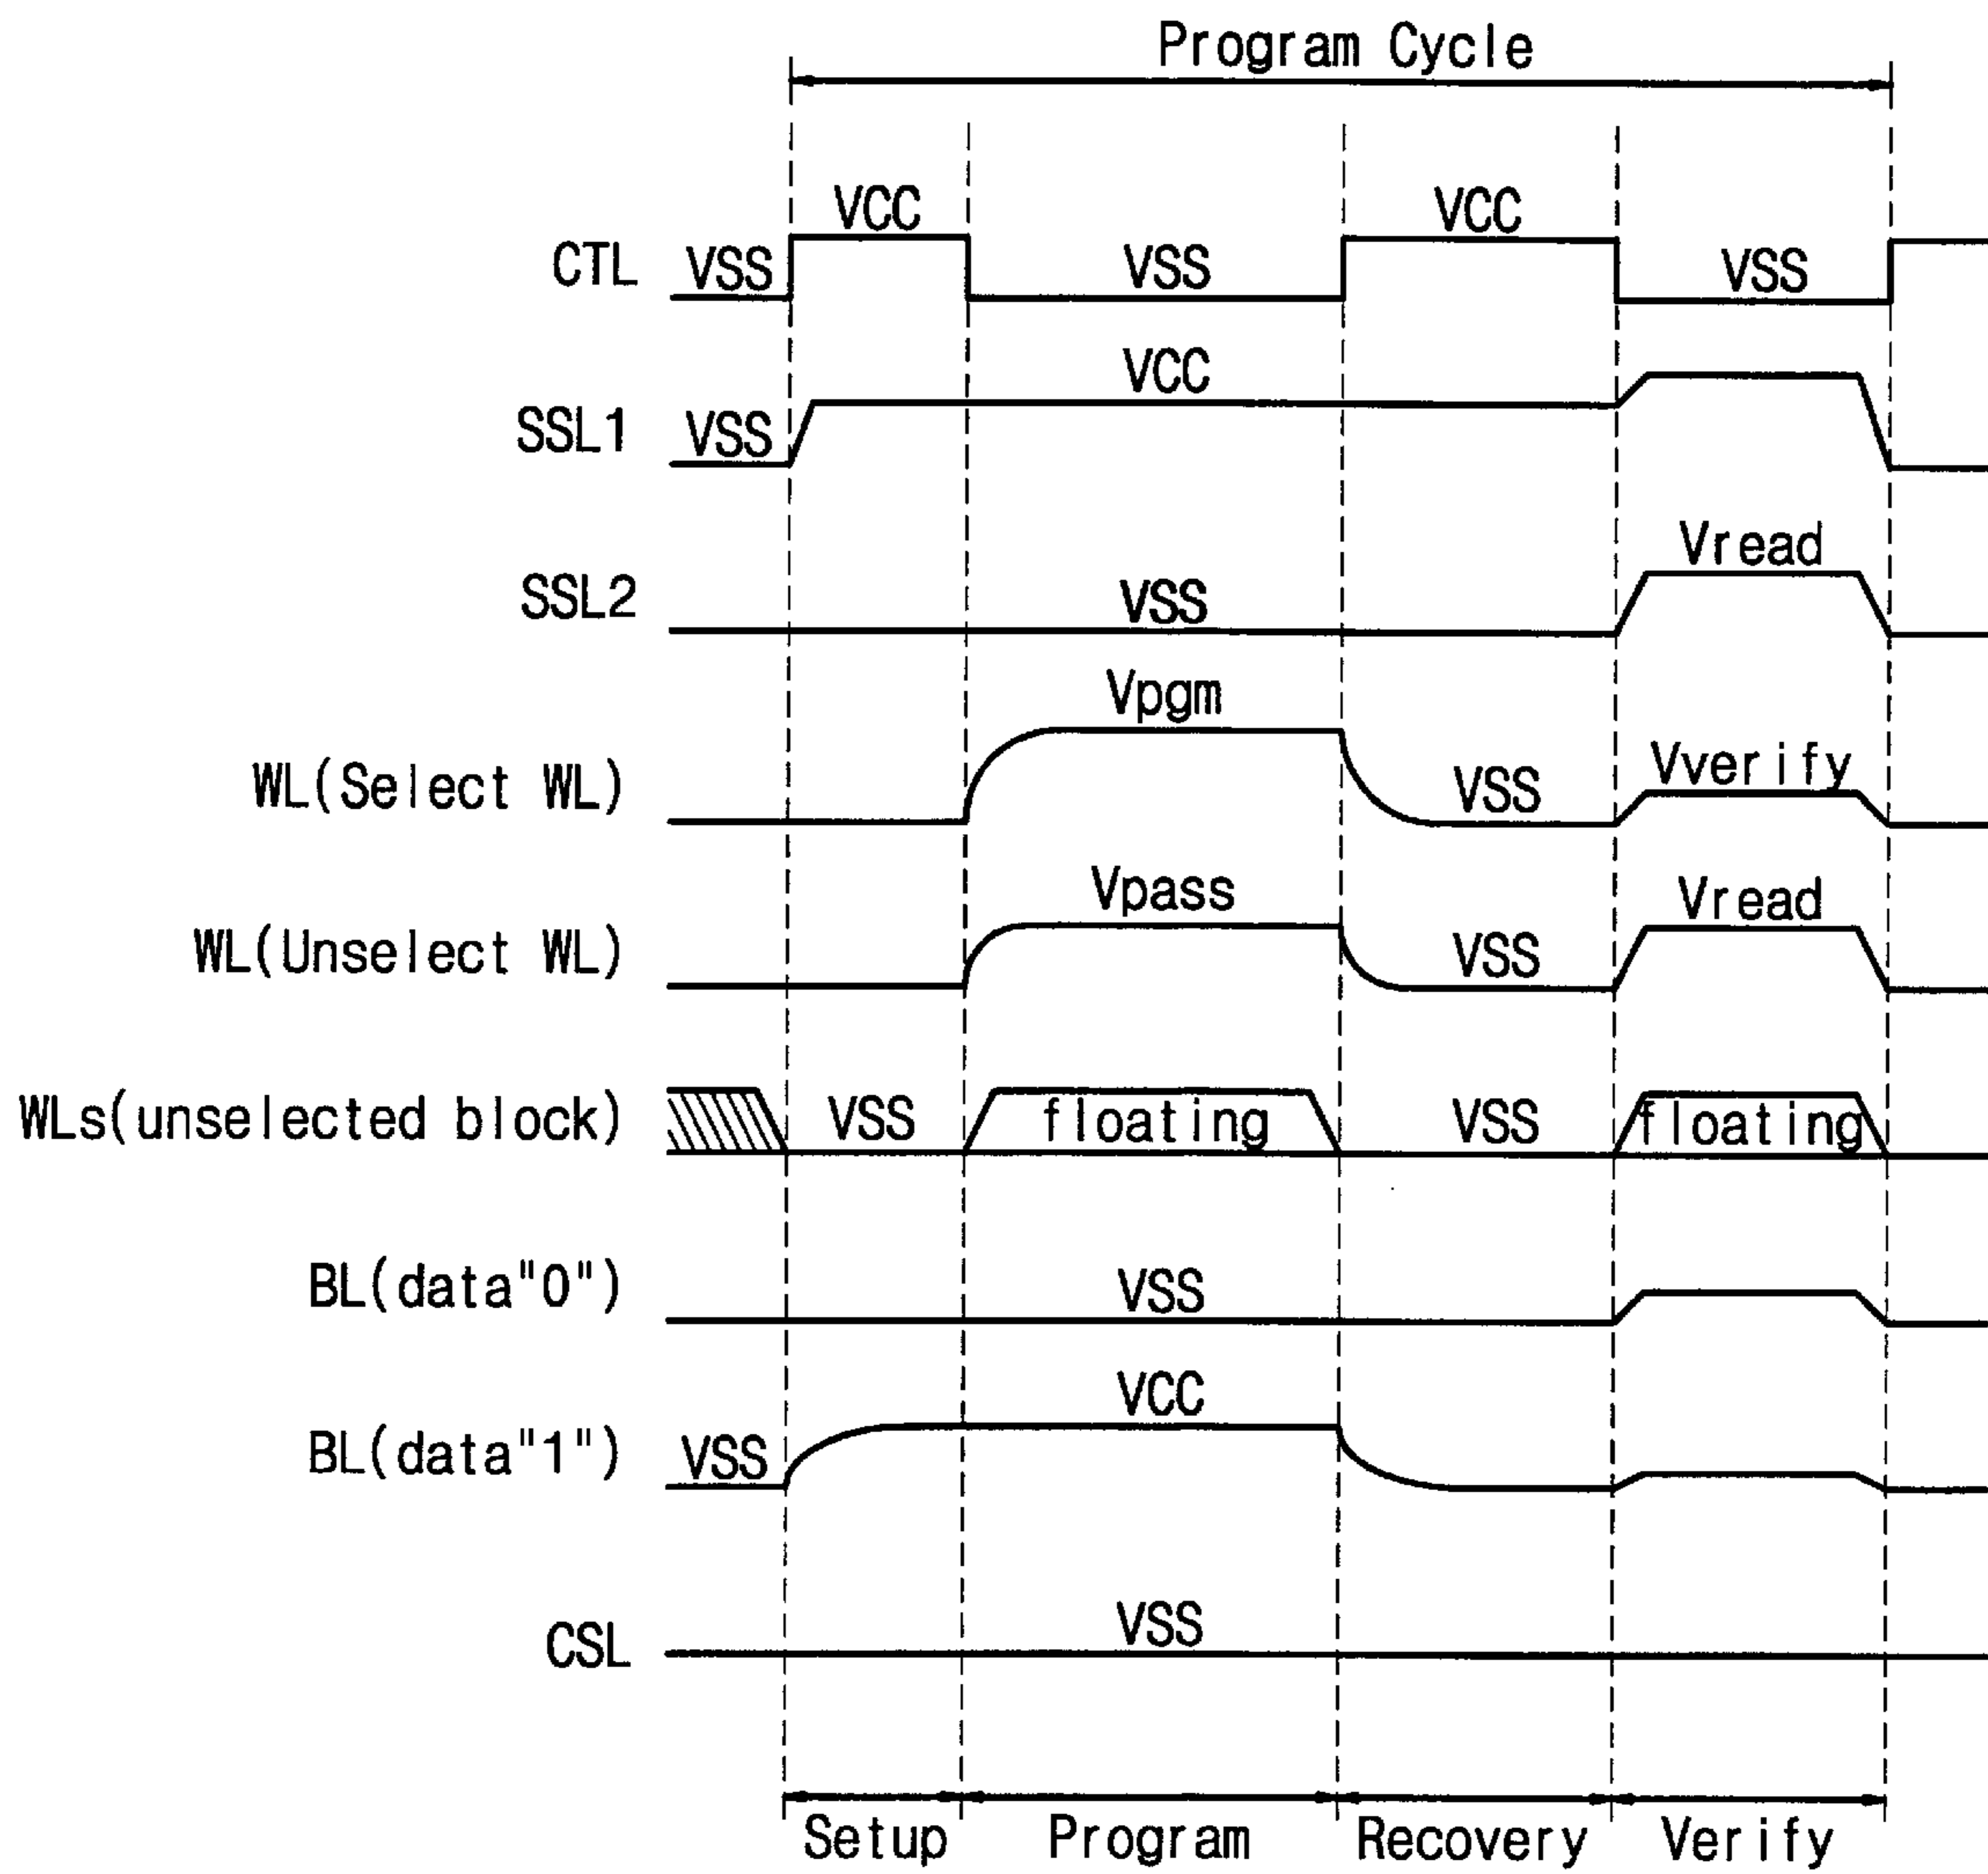 Program Cycle
VCC VCC
CTL VSS VSS VSS
VCC
SSL1 VSS
Vread
SSL2 VSS
Vpgm
WL(Select WL) VSS Vverify
Vpass Vread
WL(Unselect WL) VSS
WLs(unselected block) VSS floating VSS floating
BL(data"0") VSS
VCC
BL(data"1") VSS
VSS
CSL
Setup Program Recovery Verify